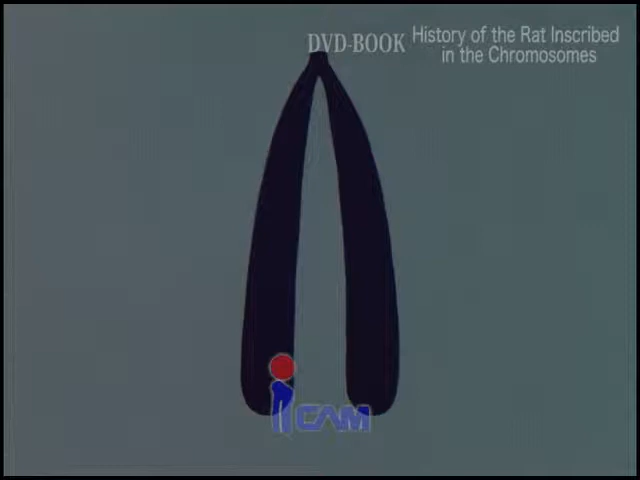 DVD-BOOK
History of the Rat Inscribed
in the Chromosomes
iCAM